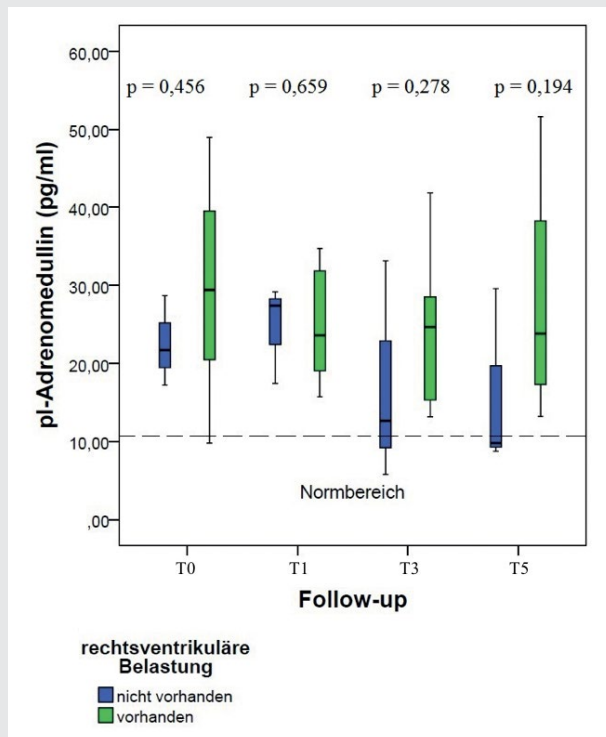 60,00
p = 0,456 p = 0,659 p = 0,278 p = 0,194
50,00
40,00
30,00
20,00
10,00
,00
pl-Adrenomedullin (pg/ml)
Normbereich
T0 T1 T3 T5
Follow-up
rechtsventrikuläre
Belastung
nicht vorhanden
vorhanden